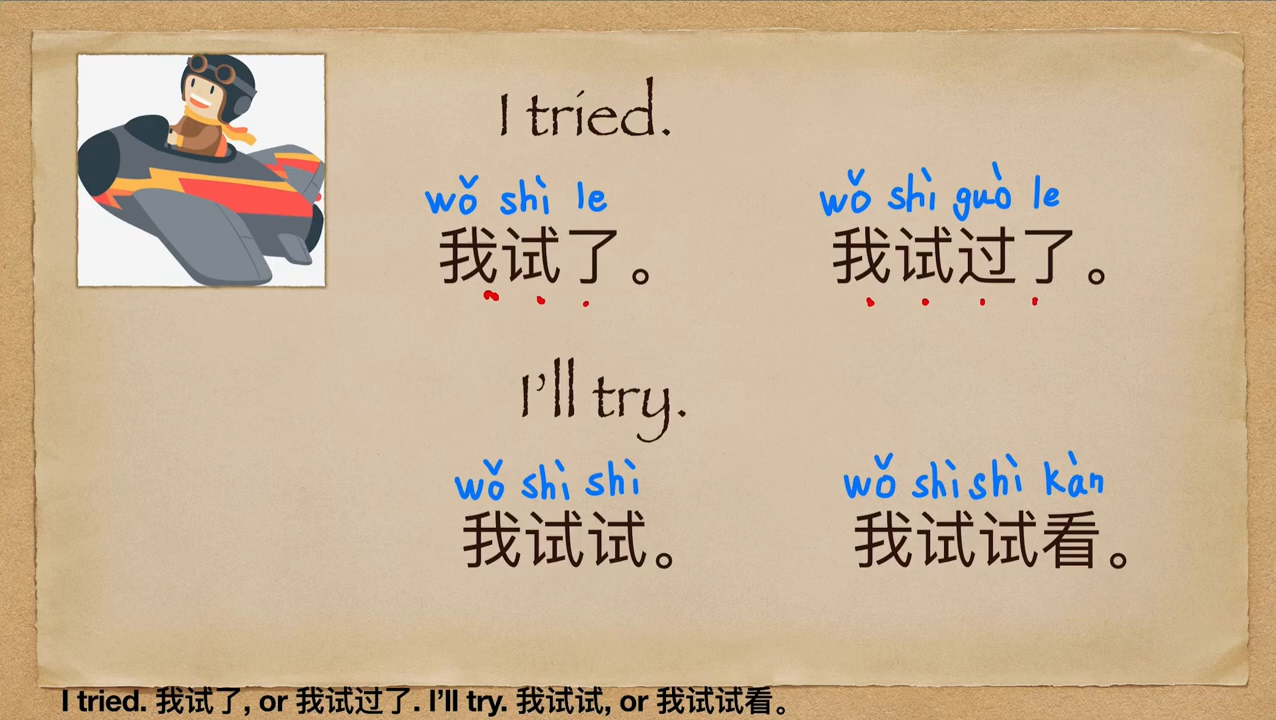 I tried.
wǒ shì le
我试了。
wǒ shì guò le
我试过了。
I'll try.
wǒ shì shì
我试试。
wǒ shì shì kàn
我试试看。
I tried. 我试了, or 我试过了. I'll try. 我试试, or 我试试看。